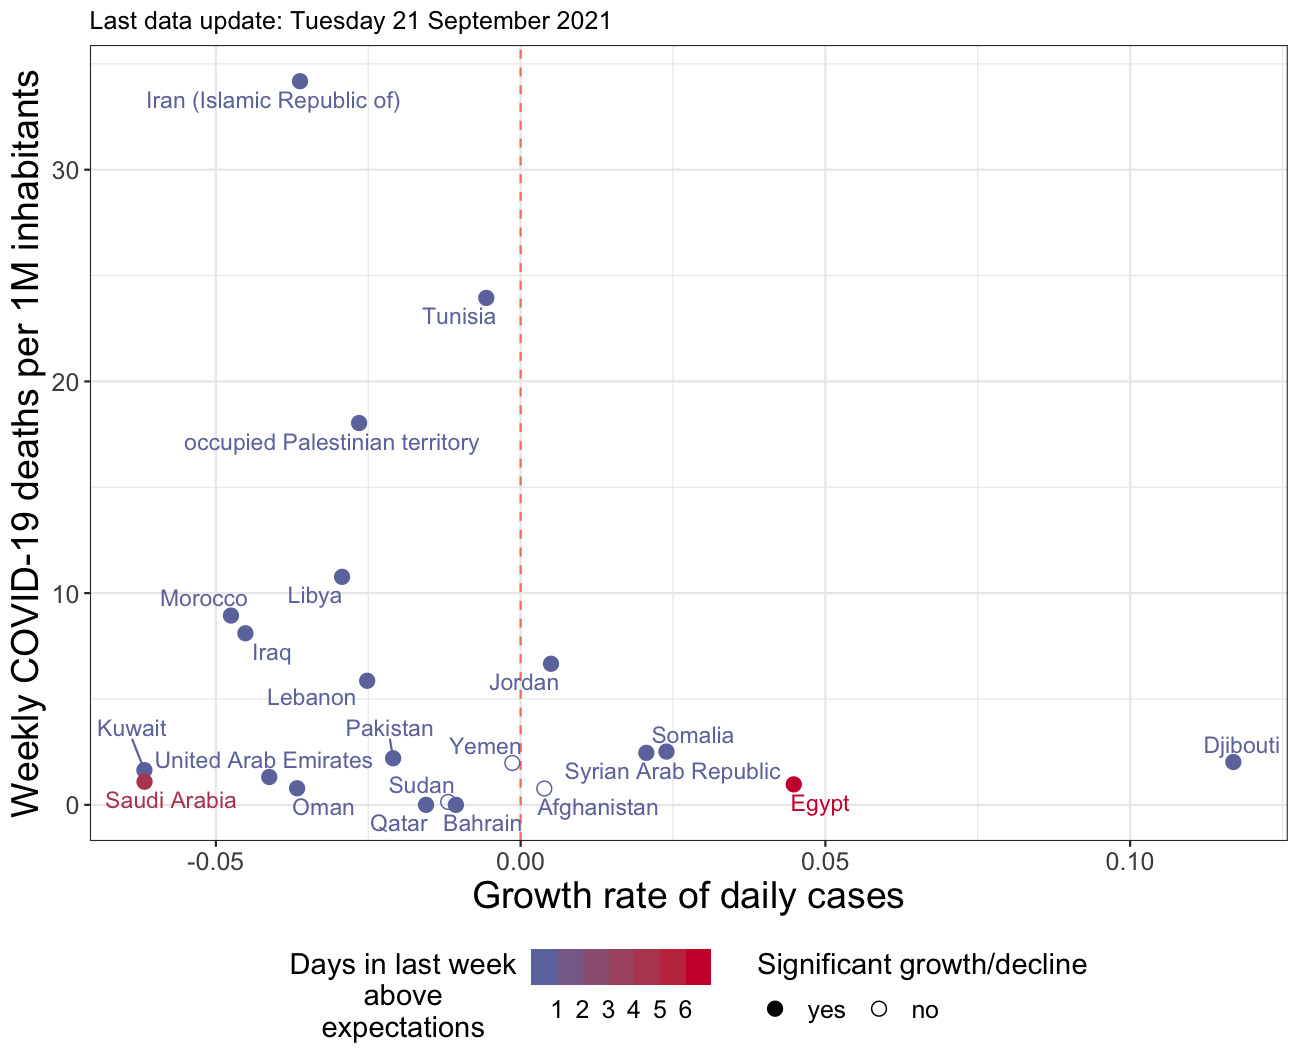 Last data update: Tuesday 21 September 2021
Weekly COVID-19 deaths per 1M inhabitants
30
20
10
0
Iran (Islamic Republic of)
Tunisia
occupied Palestinian territory
Libya
Morocco
Iraq
Jordan
Lebanon
Kuwait
Pakistan
Somalia
Yemen
Djibouti
United Arab Emirates
Syrian Arab Republic
Sudan
Saudi Arabia
Egypt
Oman
Afghanistan
Qatar
Bahrain
-0.05 0.00 0.05 0.10
Growth rate of daily cases
Days in last week
above
expectations
1 2 3 4 5 6
Significant growth/decline
yes no